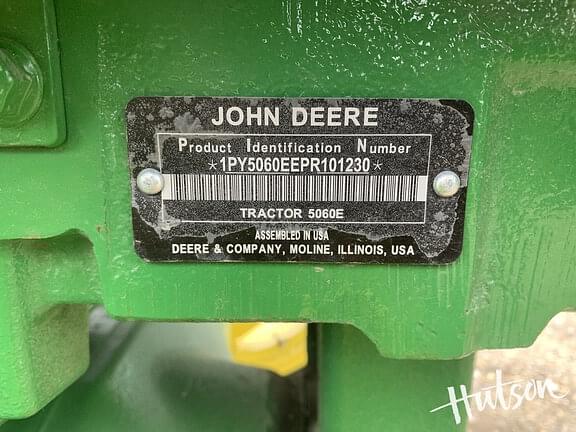 JOHN DEERE
Product Identification Number
*1PY5060EEPR101230*
TRACTOR 5060E
ASSEMBLED IN USA
DEERE & COMPANY, MOLINE, ILLINOIS, USA
Hutson